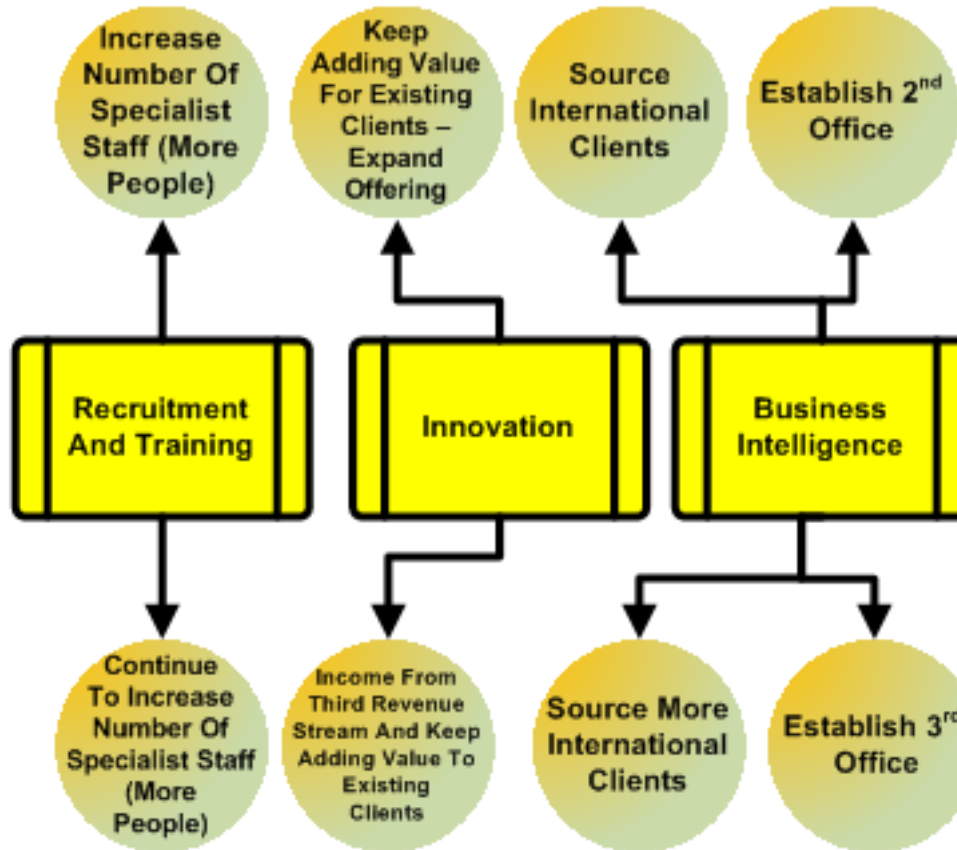 Increase
Number Of
Specialist
Staff (More
People)
Keep
Adding Value
For Existing
Clients –
Expand
Offering
Source
International
Clients
Establish 2nd
Office
Recruitment
And Training
Innovation
Business
Intelligence
Continue
To Increase
Number Of
Specialist Staff
(More
People)
Income From
Third Revenue
Stream And Keep
Adding Value To
Existing
Clients
Source More
International
Clients
Establish 3rd
Office